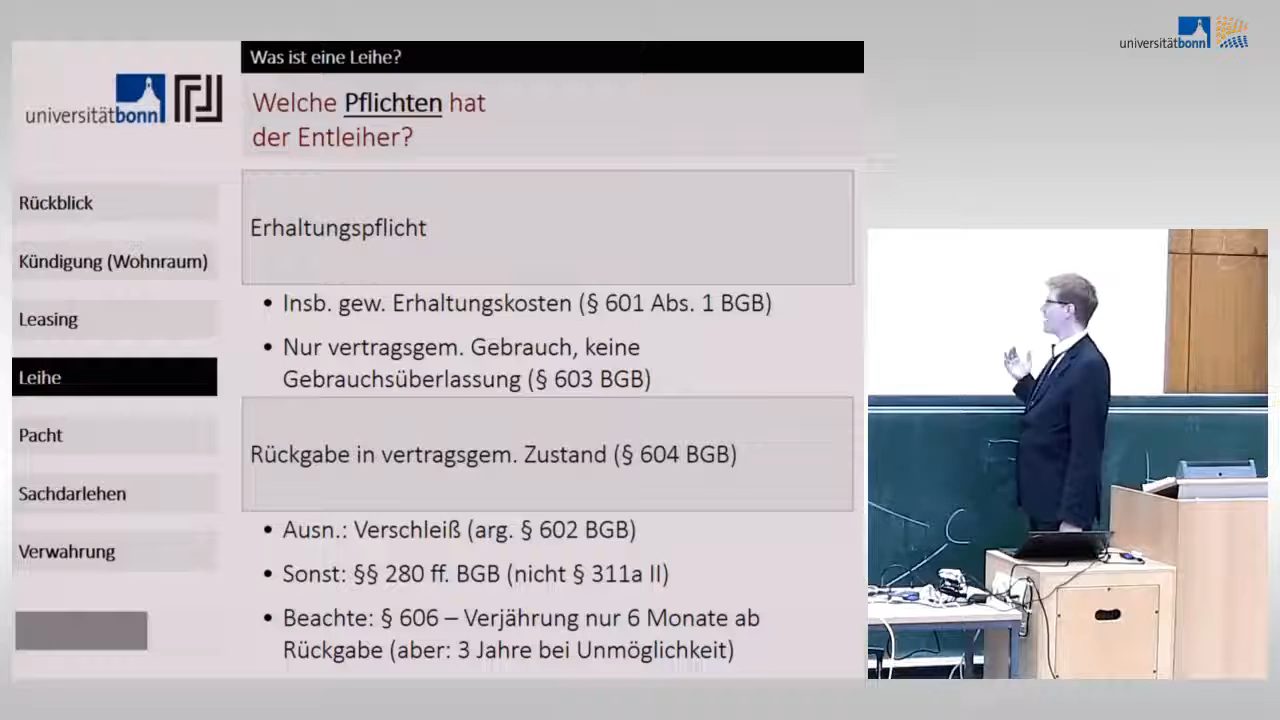 universitätbonn
Was ist eine Leihe?
universitätbonn
Welche Pflichten hat
der Entleiher?
Rückblick
Kündigung (Wohnraum)
Leasing
Leihe
Pacht
Sachdarlehen
Verwahrung
Erhaltungspflicht
• Insb. gew. Erhaltungskosten (§ 601 Abs. 1 BGB)
• Nur vertragsgem. Gebrauch, keine
Gebrauchsüberlassung (§ 603 BGB)
Rückgabe in vertragsgem. Zustand (§ 604 BGB)
• Ausn.: Verschleiß (arg. § 602 BGB)
• Sonst: §§ 280 ff. BGB (nicht § 311a II)
• Beachte: § 606 – Verjährung nur 6 Monate ab
Rückgabe (aber: 3 Jahre bei Unmöglichkeit)